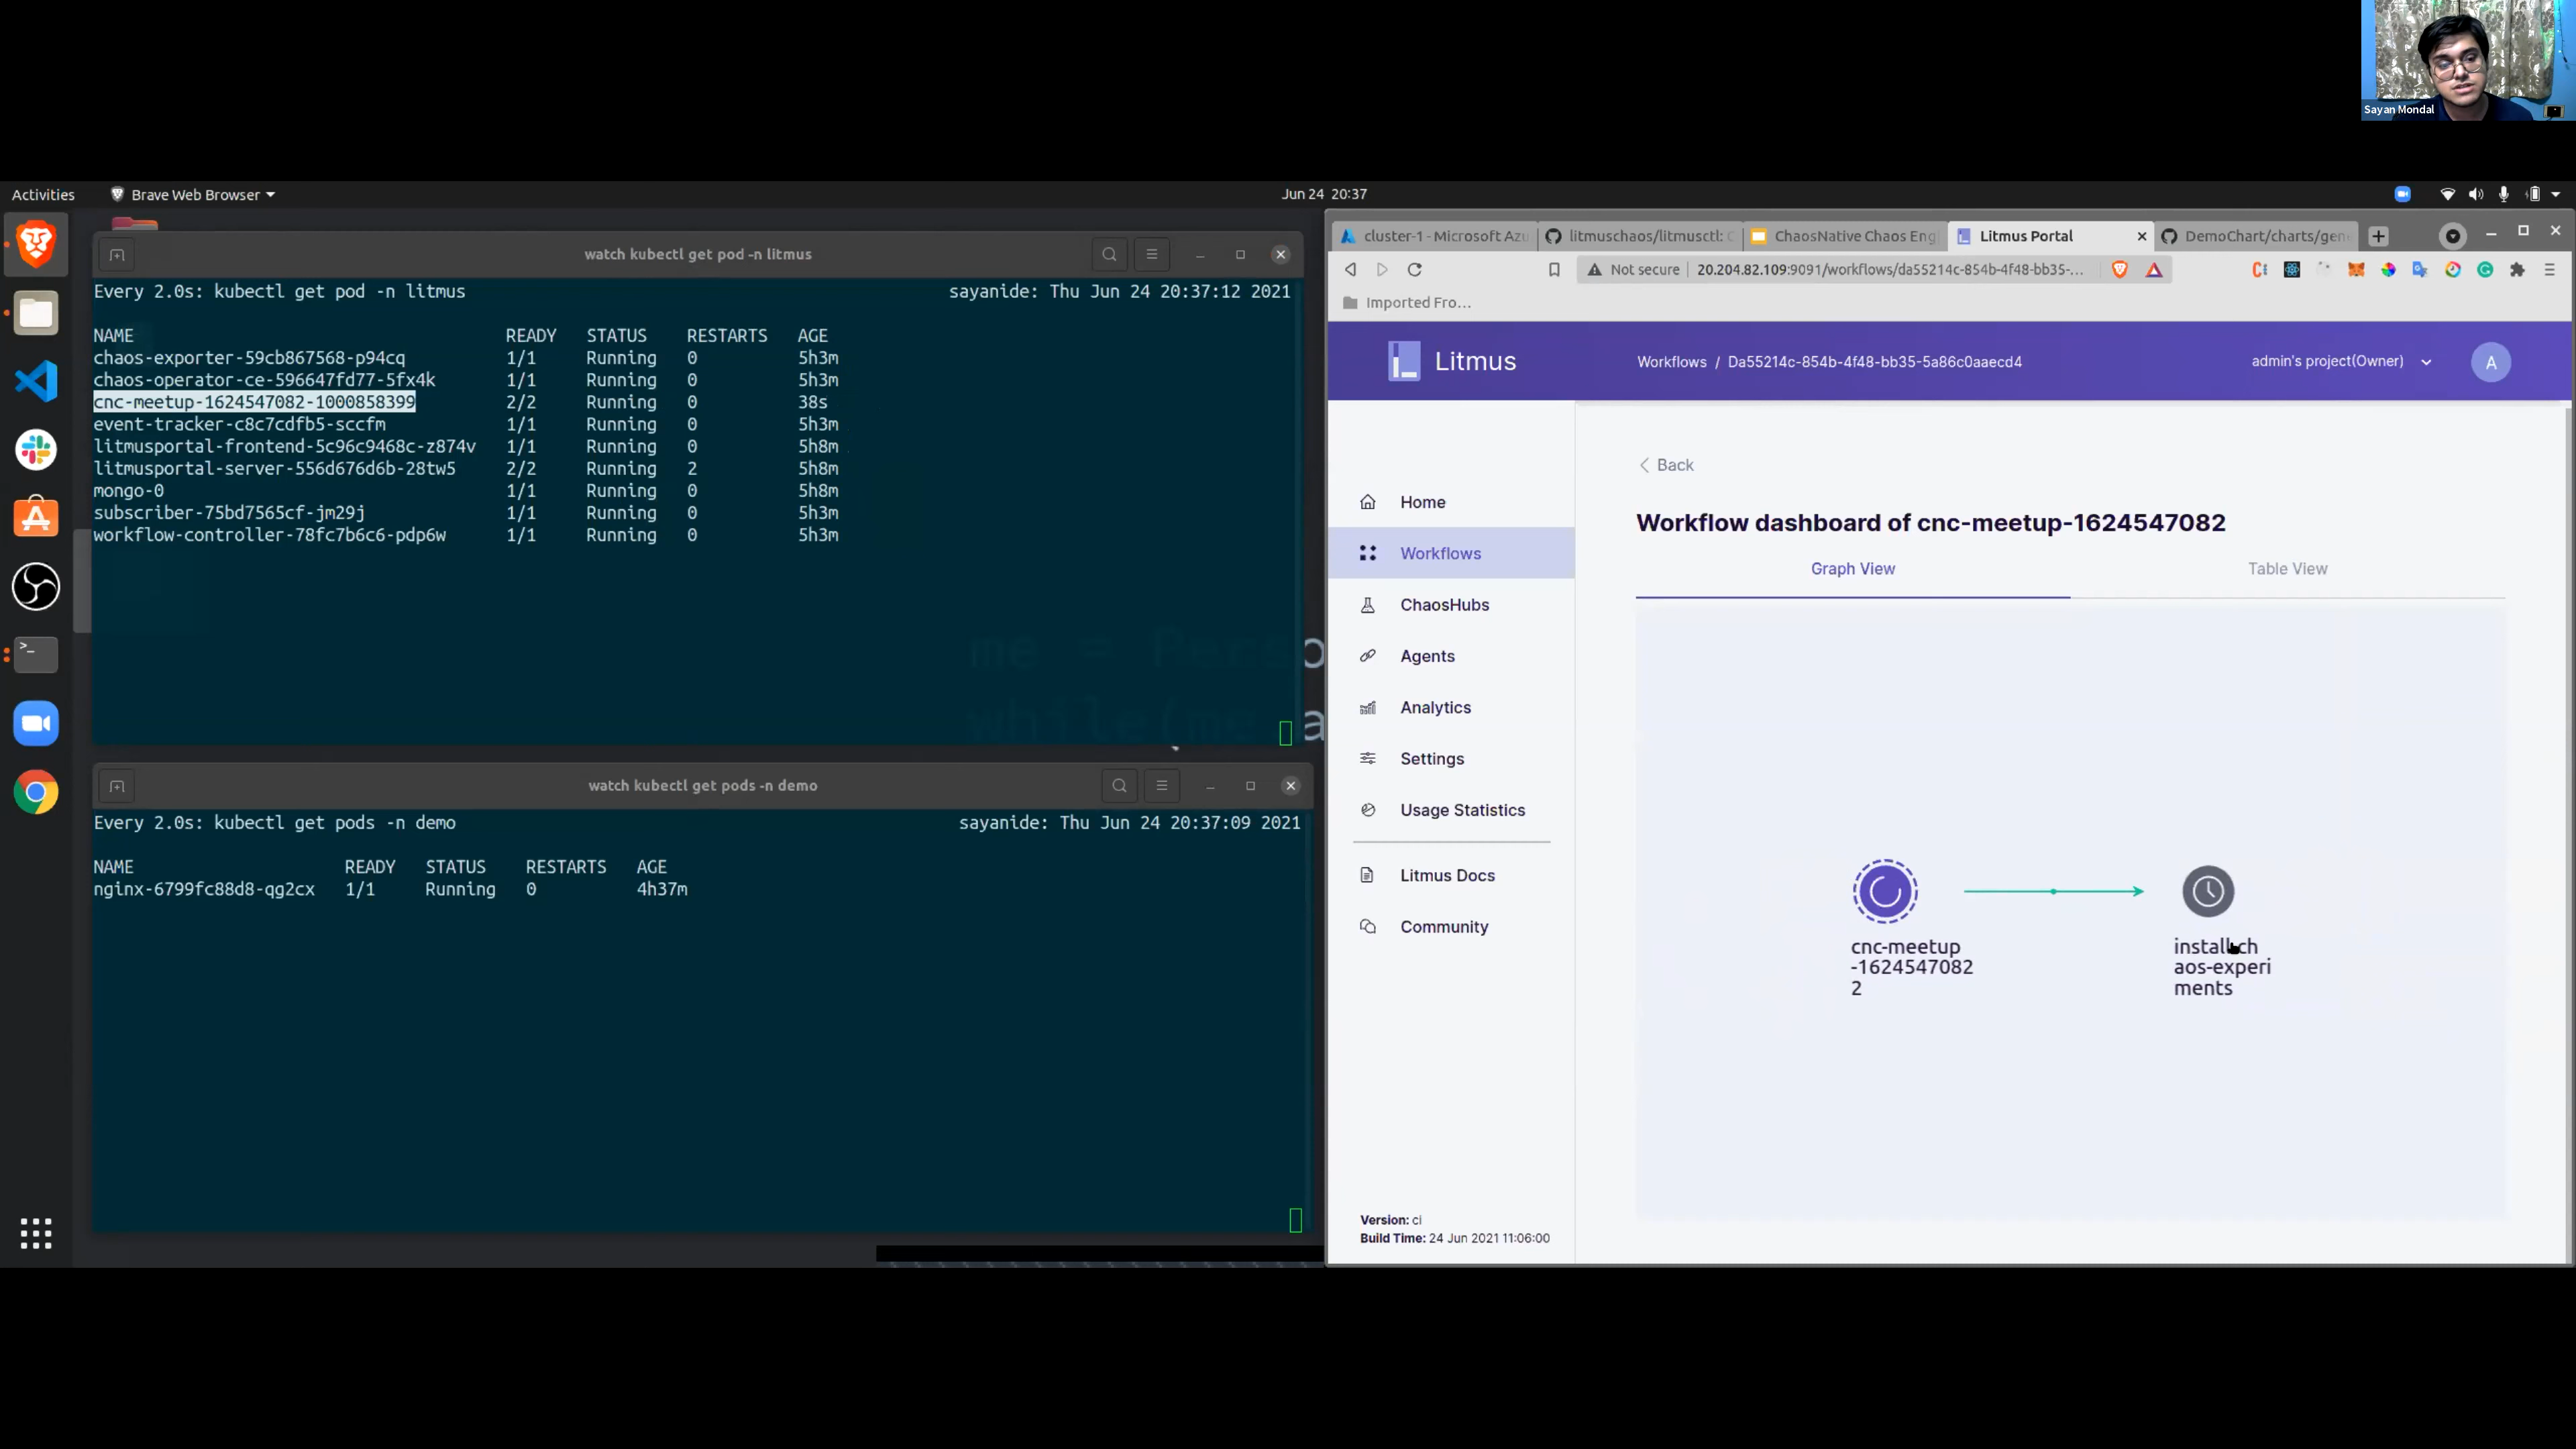 Sayan Mondal
Activities
Brave Web Browser
Jun 24 20:37
watch kubectl get pod -n litmus
Every 2.0s: kubectl get pod -n litmus
sayanide: Thu Jun 24 20:37:12 2021
NAME READY STATUS RESTARTS AGE
chaos-exporter-59cb867568-p94cq 1/1 Running 0 5h3m
chaos-operator-ce-596647fd77-5fx4k 1/1 Running 0 5h3m
cnc-meetup-1624547082-1000858399 2/2 Running 0 38s
event-tracker-c8c7cdfb5-sccfm 1/1 Running 0 5h3m
litmusportal-frontend-5c96c9468c-z874v 1/1 Running 0 5h8m
litmusportal-server-556d676d6b-28tw5 2/2 Running 2 5h8m
mongo-0 1/1 Running 0 5h8m
subscriber-75bd7565cf-jm29j 1/1 Running 0 5h3m
workflow-controller-78fc7b6c6-pdp6w 1/1 Running 0 5h3m
me = Perso
while(me a
watch kubectl get pods -n demo
Every 2.0s: kubectl get pods -n demo
sayanide: Thu Jun 24 20:37:09 2021
NAME READY STATUS RESTARTS AGE
nginx-6799fc88d8-qg2cx 1/1 Running 0 4h37m
cluster-1 - Microsoft Azu
litmuschaos/litmusctl: C
ChaosNative Chaos Eng
Litmus Portal
DemoChart/charts/gene
Not secure
20.204.82.109:9091/workflows/da55214c-854b-4f48-bb35-...
Imported Fro...
Litmus
Workflows / Da55214c-854b-4f48-bb35-5a86c0aaecd4
admin's project(Owner)
A
Home
Workflows
ChaosHubs
Agents
Analytics
Settings
Usage Statistics
Litmus Docs
Community
Version: ci
Build Time: 24 Jun 2021 11:06:00
Back
Workflow dashboard of cnc-meetup-1624547082
Graph View
Table View
cnc-meetup
-1624547082
2
install-ch
aos-experi
ments